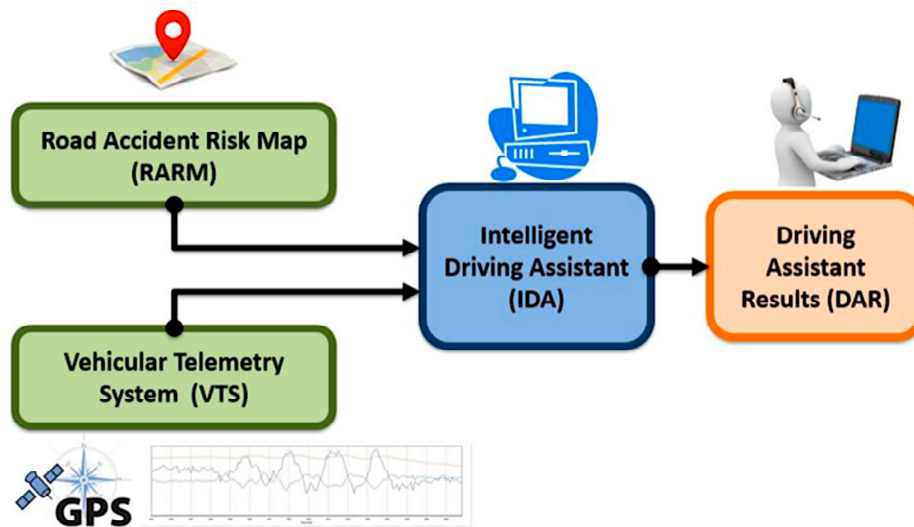 Road Accident Risk Map
(RARM)
Intelligent
Driving Assistant
(IDA)
Driving
Assistant
Results (DAR)
Vehicular Telemetry
System (VTS)
GPS